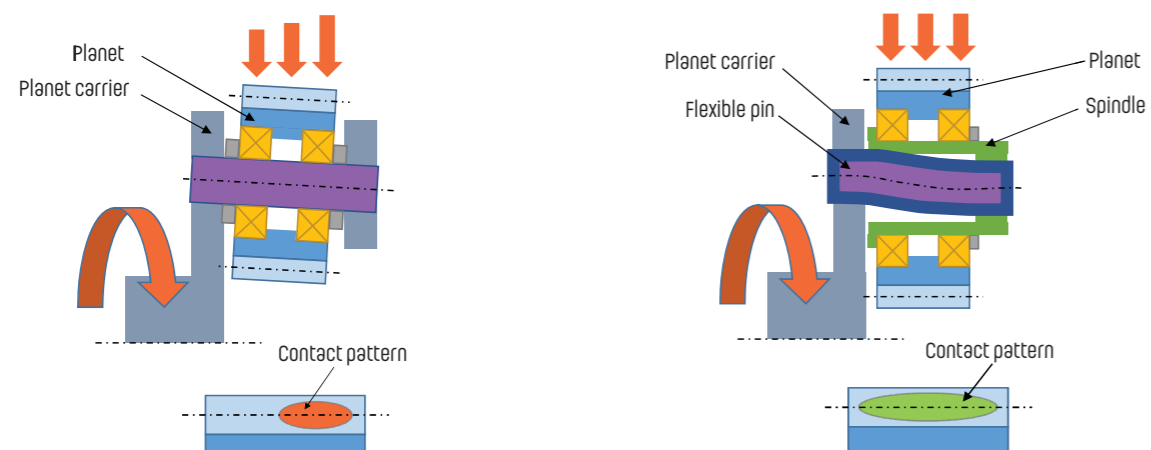 Planet
Planet carrier
Contact pattern
Planet carrier
Flexible pin
Planet
Spindle
Contact pattern